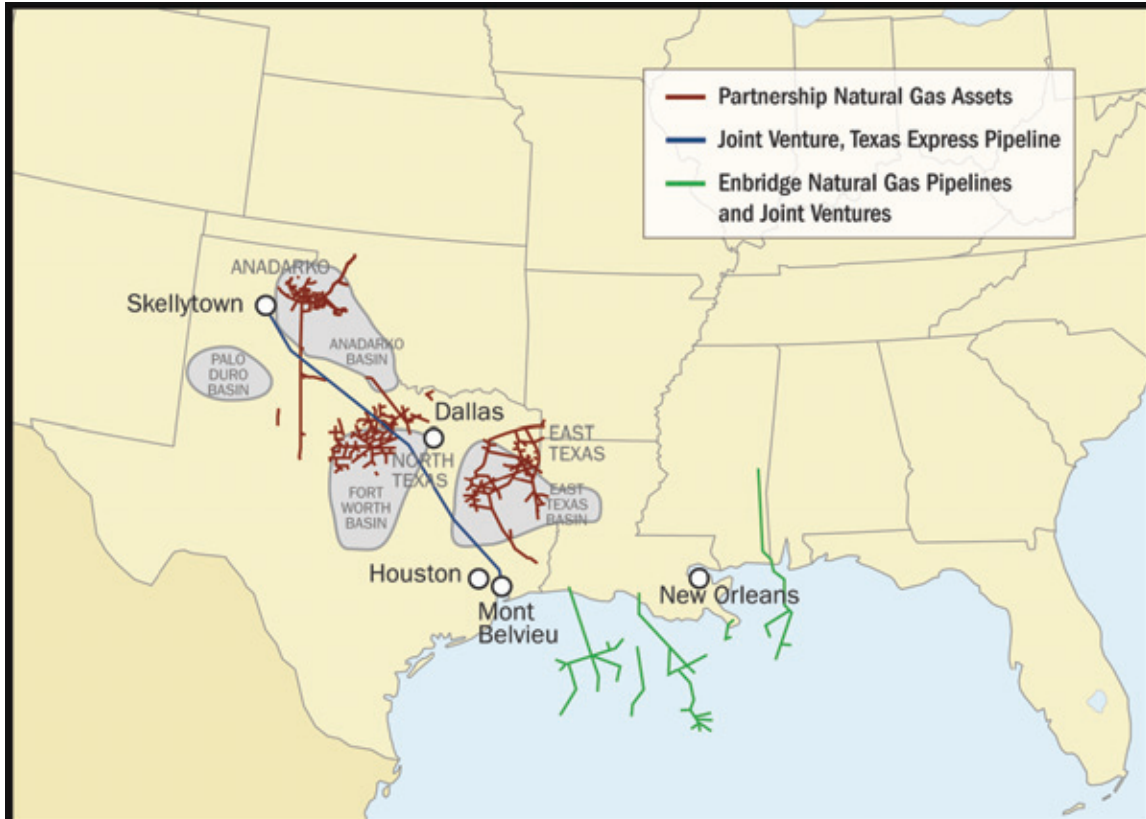 Partnership Natural Gas Assets
Joint Venture, Texas Express Pipeline
Enbridge Natural Gas Pipelines
and Joint Ventures
ANADARKO
Skellytown
ANADARKO
BASIN
PALO
DURO
BASIN
Dallas
NORTH
TEXAS
EAST
TEXAS
FORT
WORTH
BASIN
EAST
TEXAS
BASIN
Houston
Mont
Belvieu
New Orleans